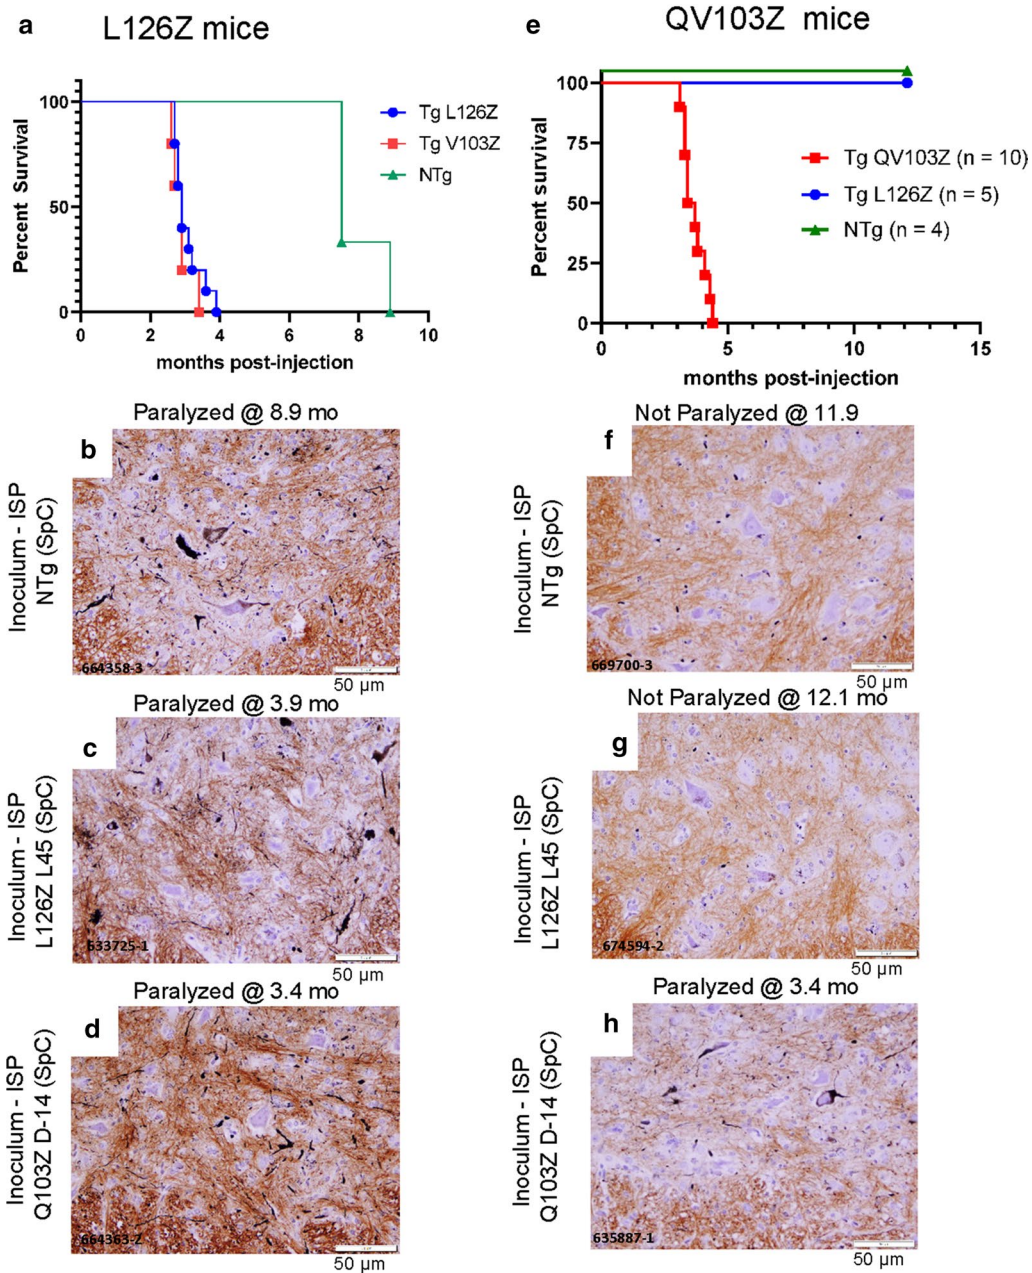 a
L126Z mice
Percent Survival
100
50
0
0 2 4 6 8 10
months post-injection
Tg L126Z
Tg V103Z
NTg
Paralyzed @ 8.9 mo
b
Inoculum - ISP
NTg (SpC)
664358-3
50 µm
Paralyzed @ 3.9 mo
c
Inoculum - ISP
L126Z L45 (SpC)
633725-1
50 µm
Paralyzed @ 3.4 mo
d
Inoculum - ISP
Q103Z D-14 (SpC)
664363-2
50 µm
e
QV103Z mice
Percent survival
100
75
50
25
0
0 5 10 15
months post-injection
Tg QV103Z (n = 10)
Tg L126Z (n = 5)
NTg (n = 4)
Not Paralyzed @ 11.9
f
Inoculum - ISP
NTg (SpC)
669700-3
50 µm
Not Paralyzed @ 12.1 mo
g
Inoculum - ISP
L126Z L45 (SpC)
674594-2
50 µm
Paralyzed @ 3.4 mo
h
Inoculum - ISP
Q103Z D-14 (SpC)
635887-1
50 µm